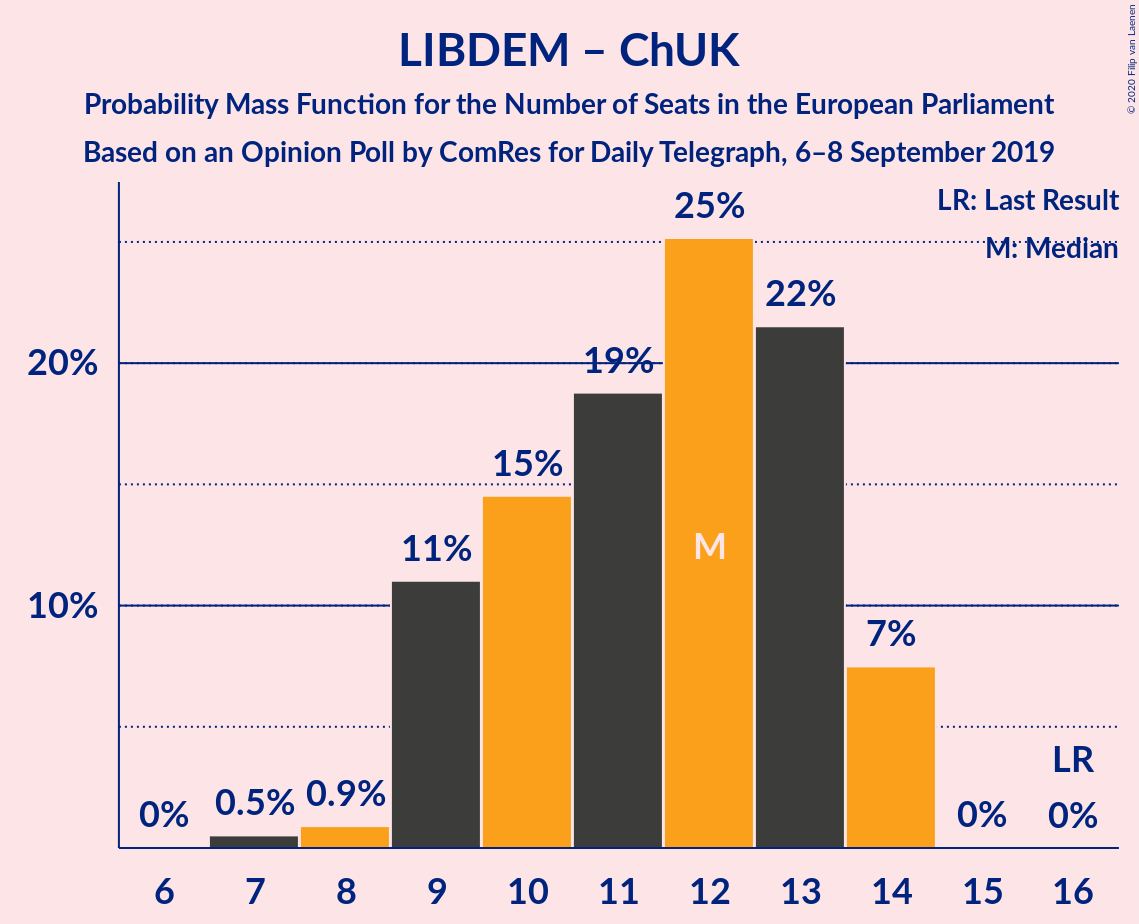 LIBDEM – ChUK
Probability Mass Function for the Number of Seats in the European Parliament
Based on an Opinion Poll by ComRes for Daily Telegraph, 6–8 September 2019
© 2020 Filip van Laenen
LR: Last Result
M: Median
25%
22%
20%
19%
15%
M
11%
10%
7%
LR
0%
0.5%
0.9%
0%
0%
6 7 8 9 10 11 12 13 14 15 16